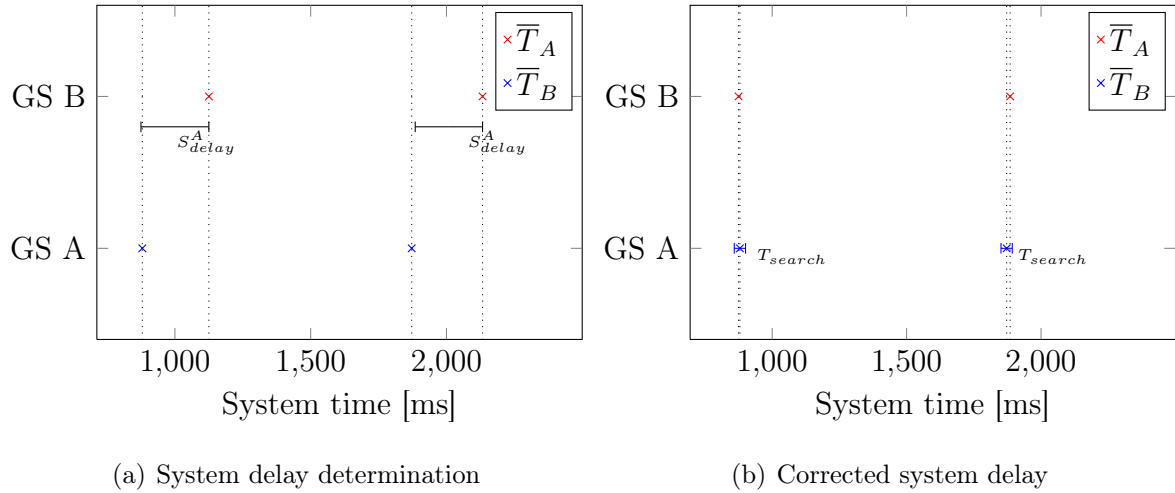 T̅_A
T̅_B
GS B
S^A_delay
S^A_delay
GS A
1,000 1,500 2,000
System time [ms]
(a) System delay determination
T̅_A
T̅_B
GS B
GS A
T_search
T_search
1,000 1,500 2,000
System time [ms]
(b) Corrected system delay